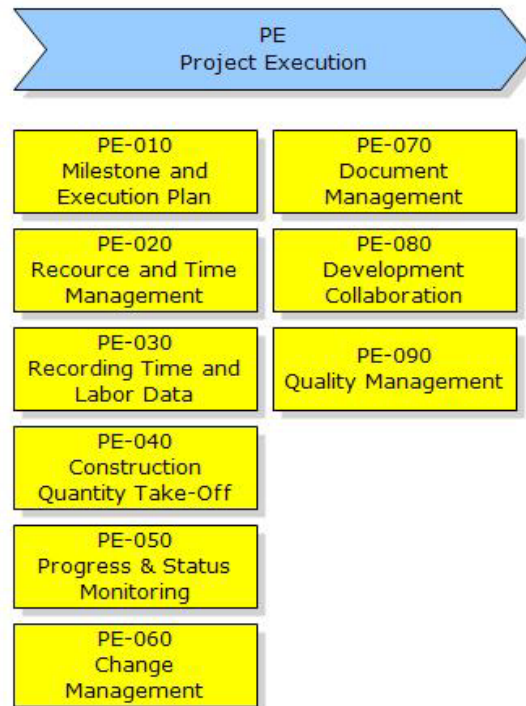 PE
Project Execution
PE-010
Milestone and
Execution Plan
PE-020
Recource and Time
Management
PE-030
Recording Time and
Labor Data
PE-040
Construction
Quantity Take-Off
PE-050
Progress & Status
Monitoring
PE-060
Change
Management
PE-070
Document
Management
PE-080
Development
Collaboration
PE-090
Quality Management